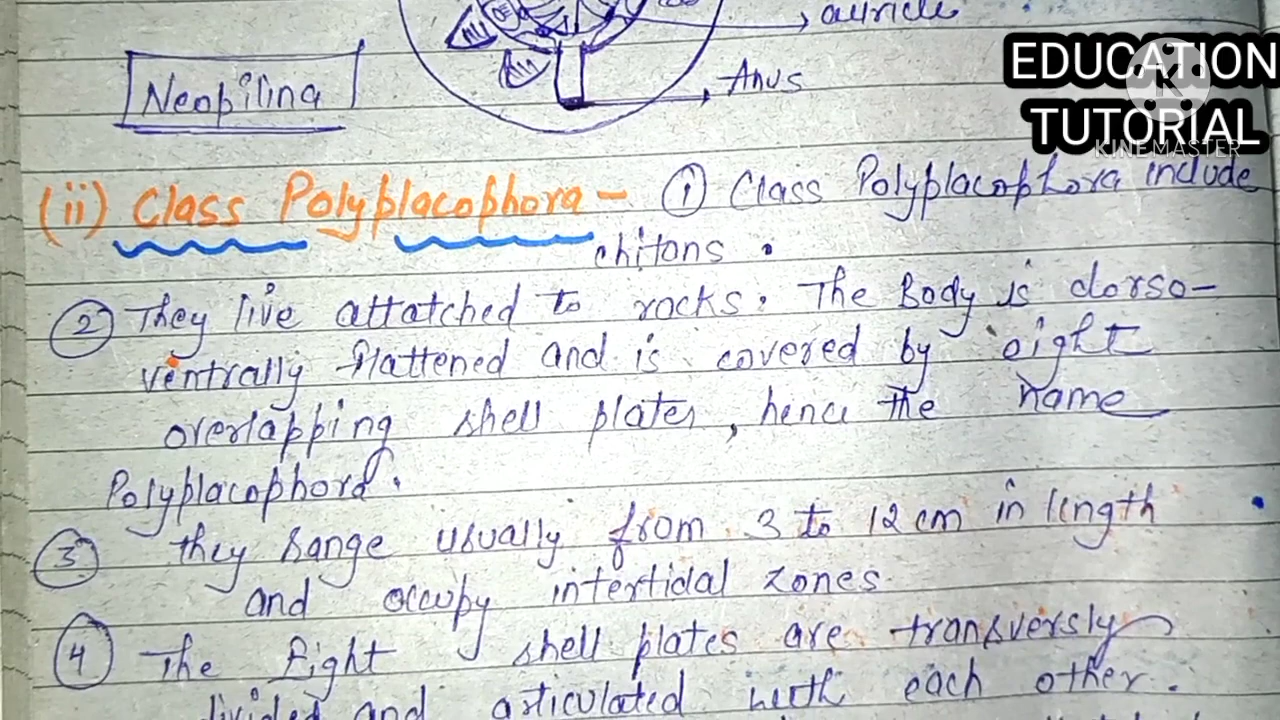 auricle
Anus
Neopilina
EDUCATION
TUTORIAL
KINEMASTER
(ii) Class Polyplacophora - ① Class Polyplacophora include
chitons.
② They live attatched to rocks. The Body is dorso-
ventrally flattened and is covered by eight
overlapping shell plates, hence the name
Polyplacophora.
③ they range usually from 3 to 12 cm in length
and occupy intertidal zones.
④ The Eight shell plates are transversly
divided and articulated with each other.